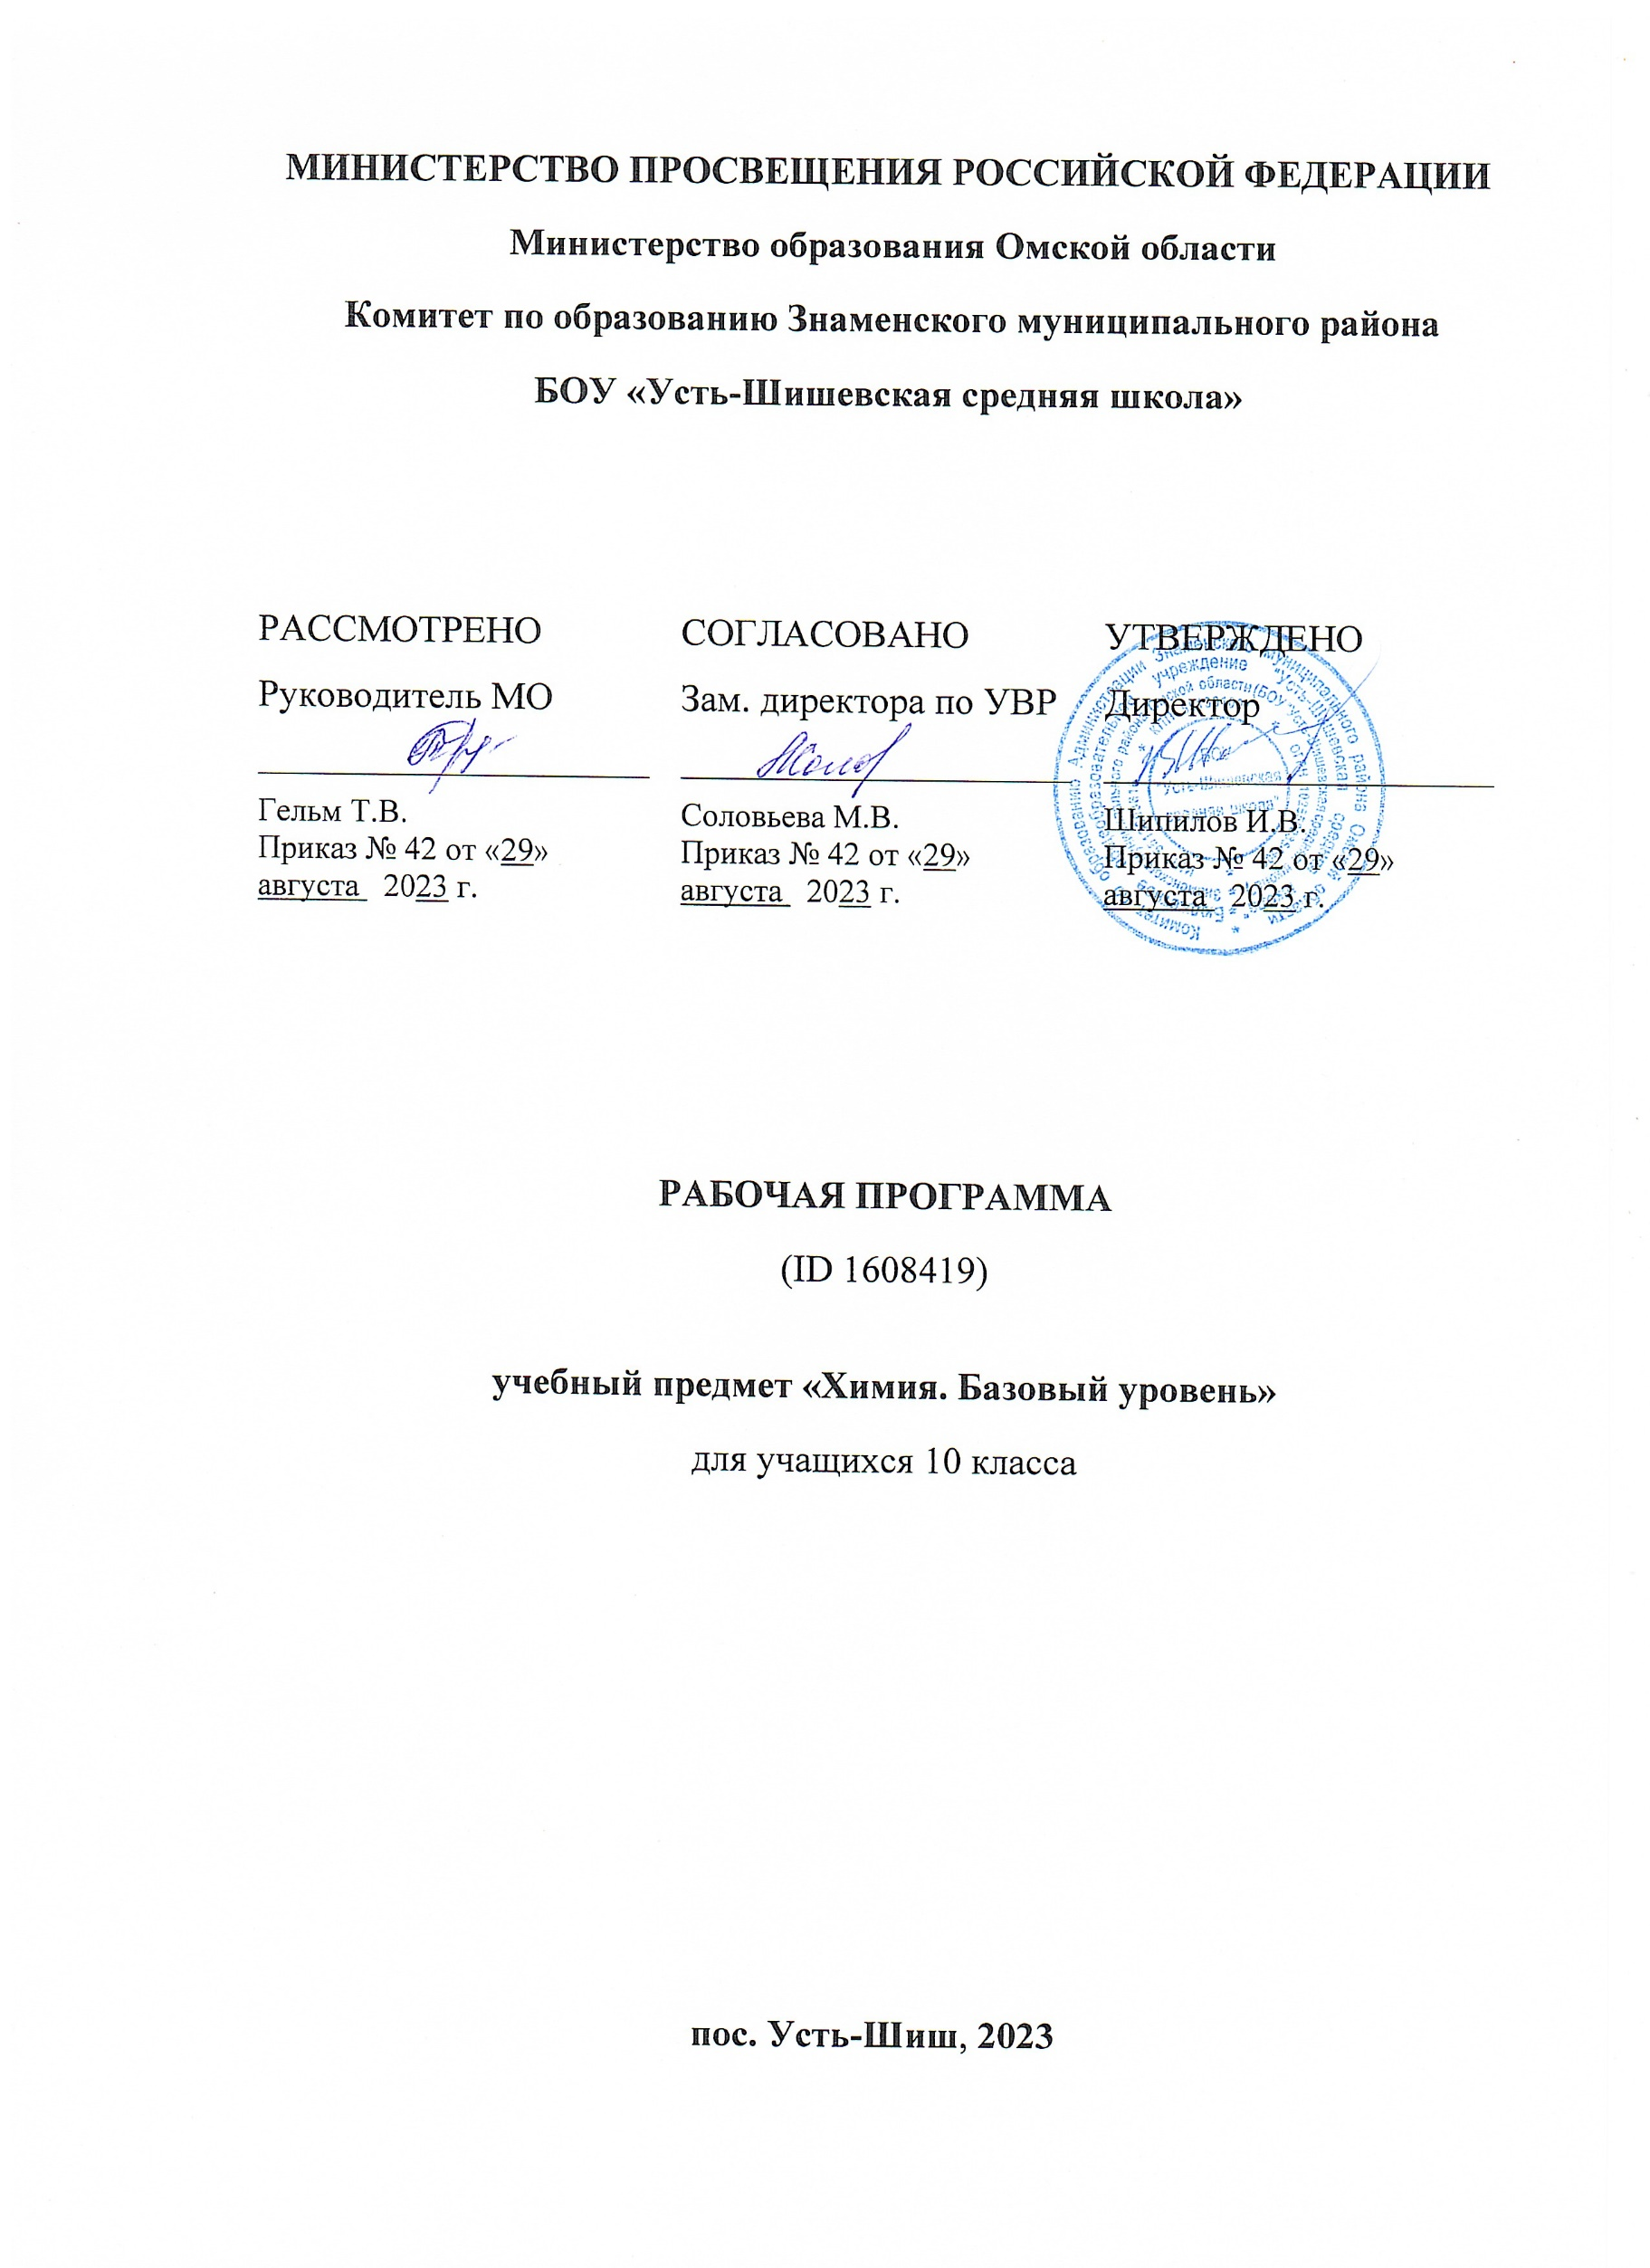 МИНИСТЕРСТВО ПРОСВЕЩЕНИЯ РОССИЙСКОЙ ФЕДЕРАЦИИ
Министерство образования Омской области
Комитет по образованию Знаменского муниципального района
БОУ «Усть-Шишевская средняя школа»
РАССМОТРЕНО
Руководитель МО
Гельм Т.В.
Приказ № 42 от «29»
августа 2023 г.
СОГЛАСОВАНО
Зам. директора по УВР
Соловьева М.В.
Приказ № 42 от «29»
августа 2023 г.
УТВЕРЖДЕНО
Директор
Шипилов И.В.
Приказ № 42 от «29»
августа 2023 г.
РАБОЧАЯ ПРОГРАММА
(ID 1608419)
учебный предмет «Химия. Базовый уровень»
для учащихся 10 класса
пос. Усть-Шиш, 2023